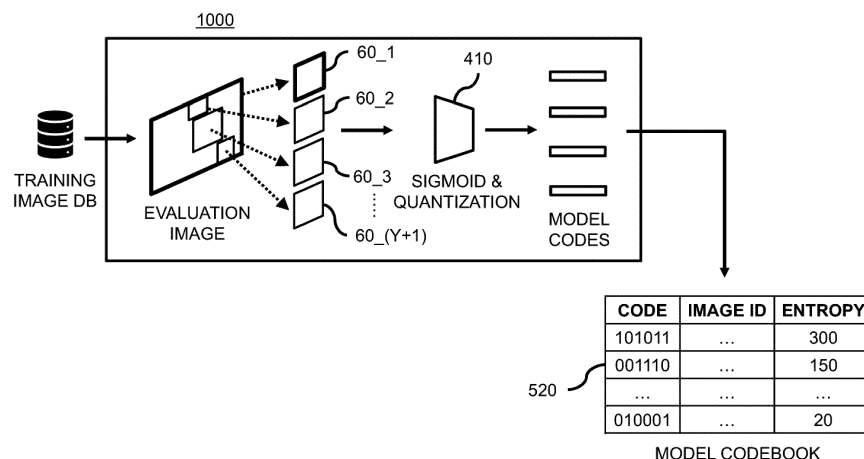 1000
60_1
410
60_2
60_3
60_(Y+1)
TRAINING
IMAGE DB
EVALUATION
IMAGE
SIGMOID &
QUANTIZATION
MODEL
CODES
CODE IMAGE ID ENTROPY
101011 ... 300
001110 ... 150
... ... ...
010001 ... 20
520
MODEL CODEBOOK